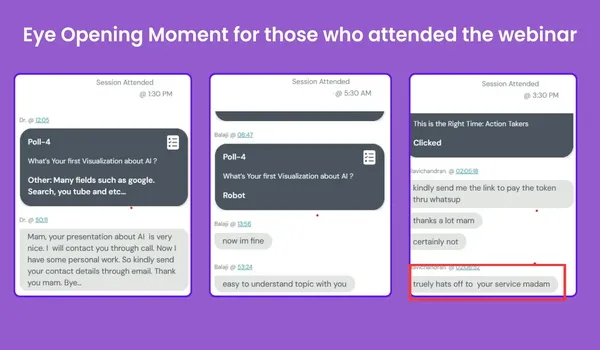 Eye Opening Moment for those who attended the webinar
Session Attended
@ 1:30 PM
Dr. @ 12:05
Poll-4
What's Your first Visualization about AI ?
Other: Many fields such as google.
Search, you tube and etc...
Dr. @ 50:11
Mam, your presentation about AI is very
nice. I will contact you through call. Now I
have some personal work. So kindly send
your contact details through email. Thank
you mam. Bye...
Session Attended
@ 5:30 AM
Balaji @ 06:47
Poll-4
What's Your first Visualization about AI ?
Robot
Balaji @ 13:56
now im fine
Balaji @ 53:24
easy to understand topic with you
Session Attended
@ 3:30 PM
This is the Right Time: Action Takers
Clicked
lavichandran. @ 02:05:18
kindly send me the link to pay the token
thru whatsup
thanks a lot mam
certainly not
truely hats off to your service madam